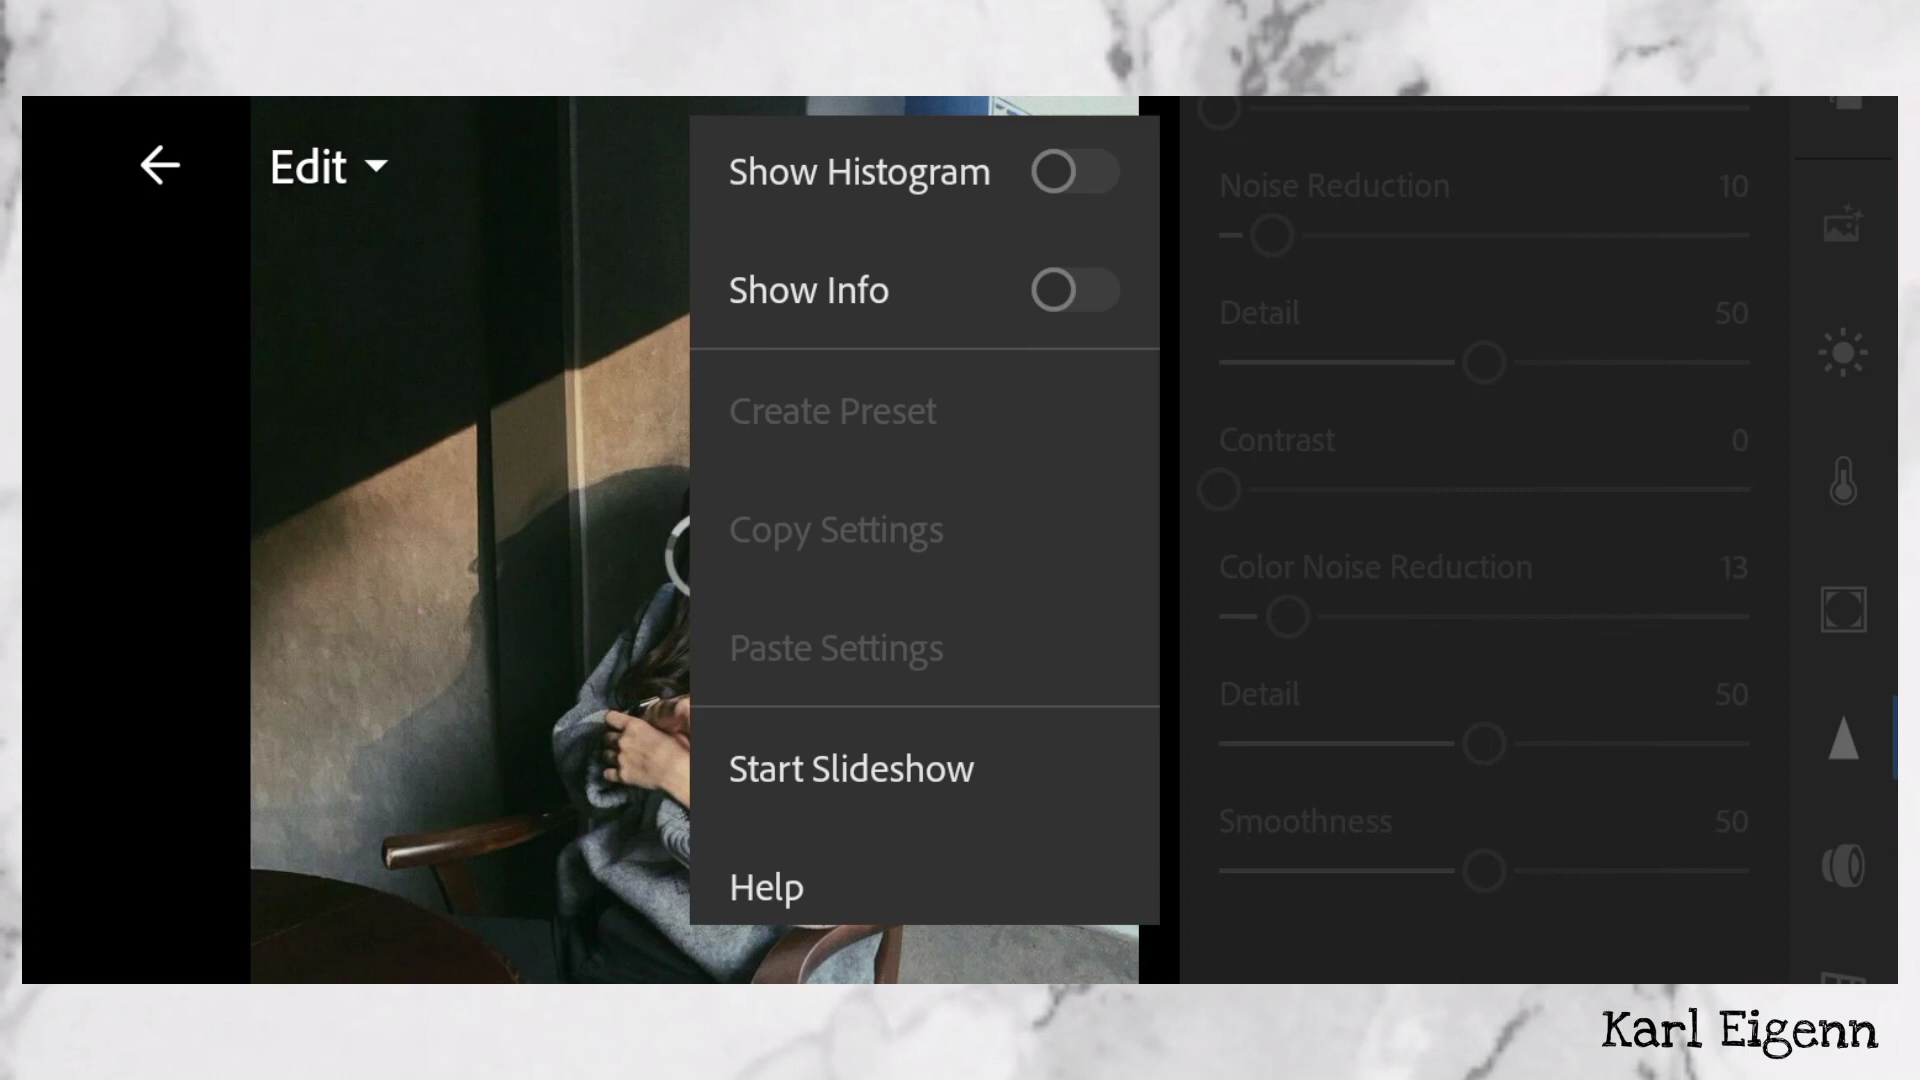 Edit
Show Histogram
Show Info
Create Preset
Copy Settings
Paste Settings
Start Slideshow
Help
Noise Reduction 10
Detail 50
Contrast 0
Color Noise Reduction 13
Detail 50
Smoothness 50
Karl Eigenn